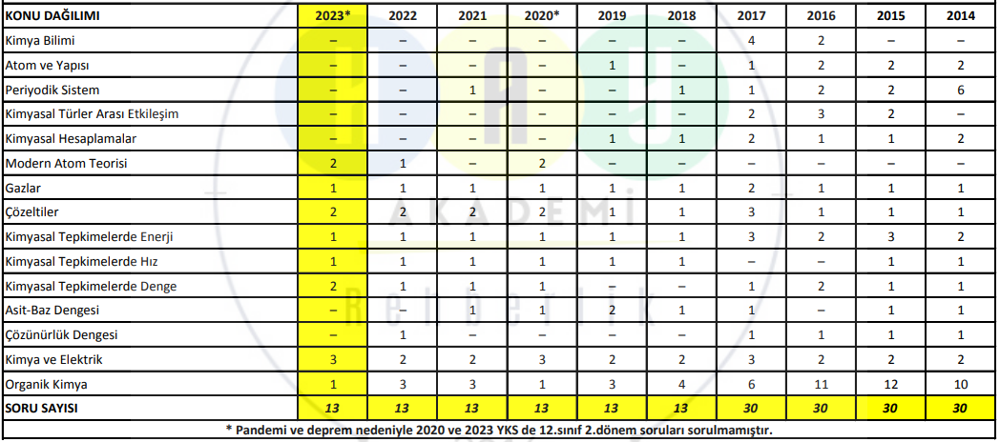 KONU DAĞILIMI 2023* 2022 2021 2020* 2019 2018 2017 2016 2015 2014
Kimya Bilimi – – – – – – 4 2 – –
Atom ve Yapısı – – – – 1 – 1 2 2 2
Periyodik Sistem – – 1 – – 1 1 2 2 6
Kimyasal Türler Arası Etkileşim – – – – – – 2 3 2 –
Kimyasal Hesaplamalar – – – – 1 1 2 1 1 2
Modern Atom Teorisi 2 1 – 2 – – – – – –
Gazlar 1 1 1 1 1 1 2 1 1 1
Çözeltiler 2 2 2 2 1 1 3 1 1 1
AKADEMİ
Kimyasal Tepkimelerde Enerji 1 1 1 1 1 1 3 2 3 2
Kimyasal Tepkimelerde Hız 1 1 1 1 1 1 – – 1 1
Kimyasal Tepkimelerde Denge 2 1 1 1 – – 1 2 1 1
Rehberlik
Asit-Baz Dengesi – – 1 1 2 1 1 – 1 1
Çözünürlük Dengesi – 1 – – – – 1 1 1 1
Kimya ve Elektrik 3 2 2 3 2 2 3 2 2 2
Organik Kimya 1 3 3 1 3 4 6 11 12 10
SORU SAYISI 13 13 13 13 13 13 30 30 30 30
* Pandemi ve deprem nedeniyle 2020 ve 2023 YKS de 12.sınıf 2.dönem soruları sorulmamıştır.